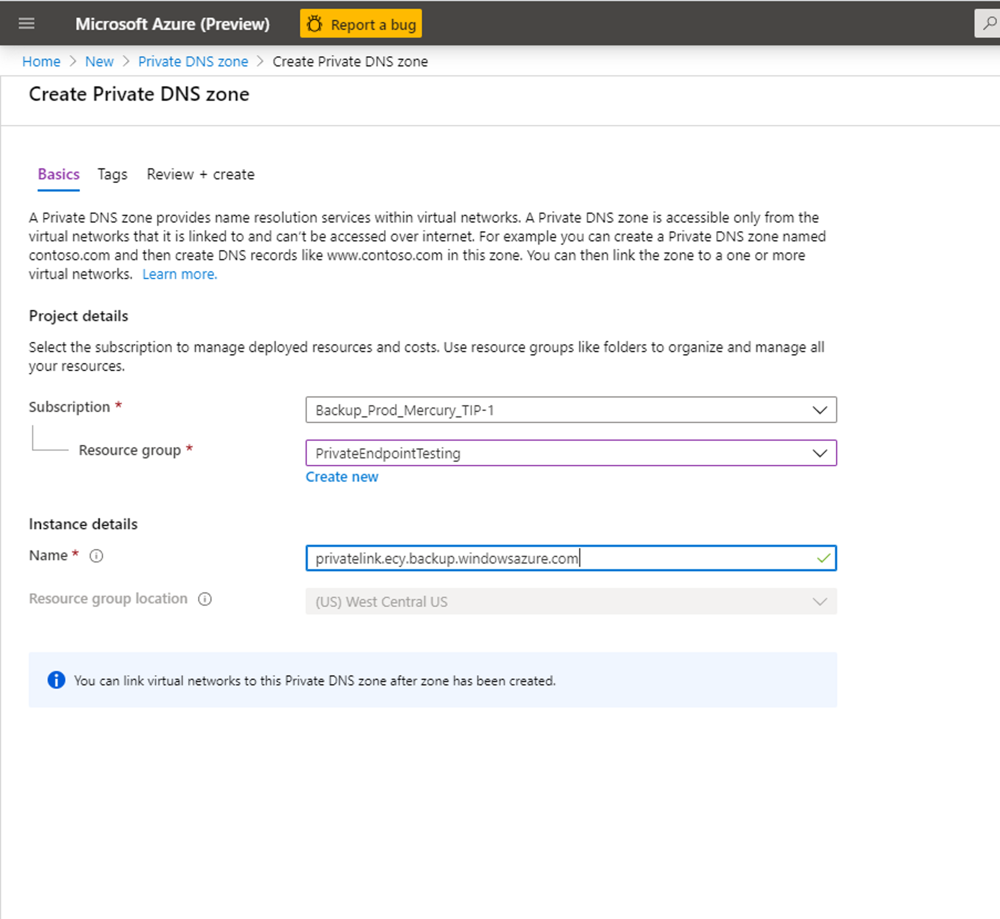 Microsoft Azure (Preview)
Report a bug
Home > New > Private DNS zone > Create Private DNS zone
Create Private DNS zone
Basics Tags Review + create
A Private DNS zone provides name resolution services within virtual networks. A Private DNS zone is accessible only from the
virtual networks that it is linked to and can't be accessed over internet. For example you can create a Private DNS zone named
contoso.com and then create DNS records like www.contoso.com in this zone. You can then link the zone to a one or more
virtual networks. Learn more.
Project details
Select the subscription to manage deployed resources and costs. Use resource groups like folders to organize and manage all
your resources.
Subscription *
Backup_Prod_Mercury_TIP-1
Resource group *
PrivateEndpointTesting
Create new
Instance details
Name *
privatelink.ecy.backup.windowsazure.com
Resource group location
(US) West Central US
You can link virtual networks to this Private DNS zone after zone has been created.